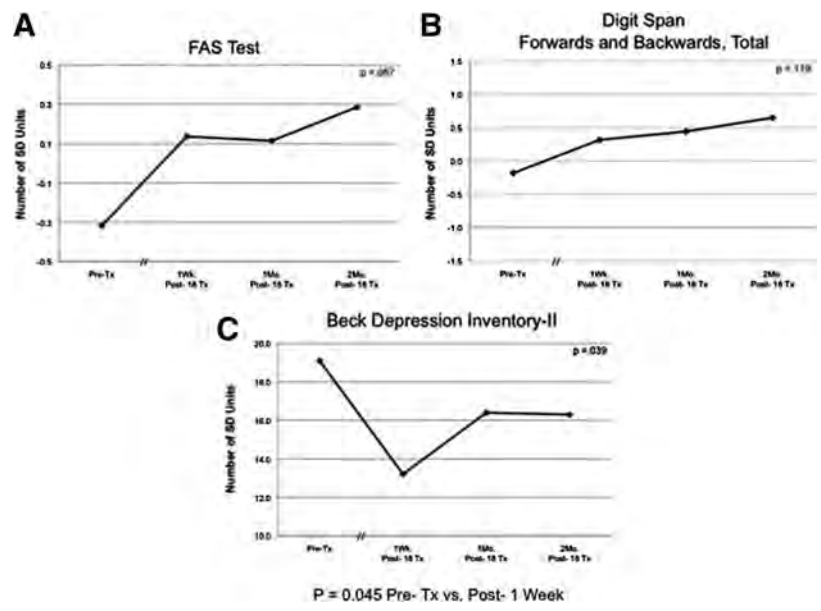 A
FAS Test
p =.057
Number of SD Units
0.5
0.3
0.1
-0.1
-0.3
-0.5
Pre-Tx
//
1Wk.
Post- 18 Tx
1Mo.
Post- 18 Tx
2Mo.
Post- 18 Tx
B
Digit Span
Forwards and Backwards, Total
p =.119
Number of SD Units
1.5
1.0
0.5
0.0
-0.5
-1.0
-1.5
Pre-Tx
//
1Wk.
Post- 18 Tx
1Mo.
Post- 18 Tx
2Mo.
Post- 18 Tx
C
Beck Depression Inventory-II
p =.039
Number of SD Units
20.0
18.0
16.0
14.0
12.0
10.0
Pre-Tx
//
1Wk.
Post- 18 Tx
1Mo.
Post- 18 Tx
2Mo.
Post- 18 Tx
P = 0.045 Pre- Tx vs. Post- 1 Week